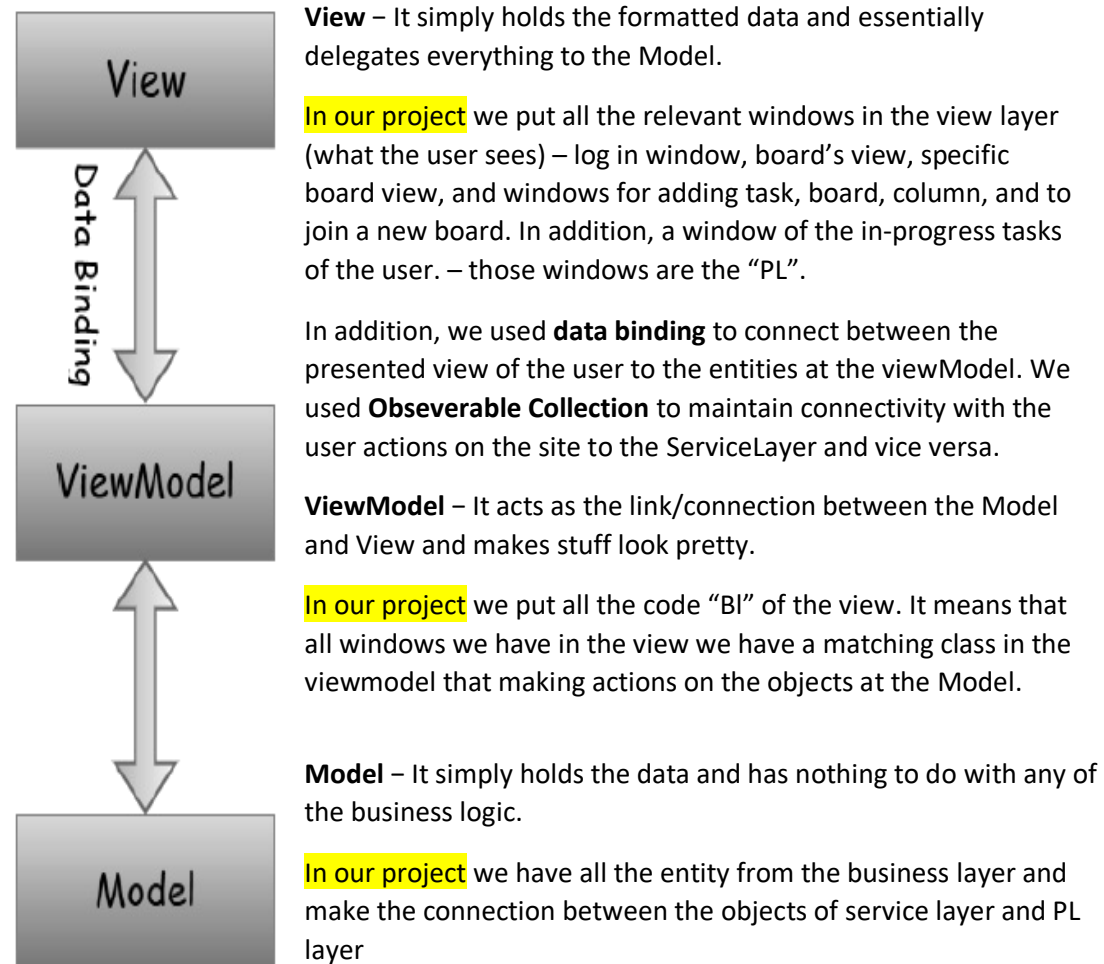 View
Data Binding
ViewModel
Model
View − It simply holds the formatted data and essentially
delegates everything to the Model.
In our project we put all the relevant windows in the view layer
(what the user sees) – log in window, board’s view, specific
board view, and windows for adding task, board, column, and to
join a new board. In addition, a window of the in-progress tasks
of the user. – those windows are the “PL”.
In addition, we used data binding to connect between the
presented view of the user to the entities at the viewModel. We
used Obseverable Collection to maintain connectivity with the
user actions on the site to the ServiceLayer and vice versa.
ViewModel − It acts as the link/connection between the Model
and View and makes stuff look pretty.
In our project we put all the code “Bl” of the view. It means that
all windows we have in the view we have a matching class in the
viewmodel that making actions on the objects at the Model.
Model − It simply holds the data and has nothing to do with any of
the business logic.
In our project we have all the entity from the business layer and
make the connection between the objects of service layer and PL
layer